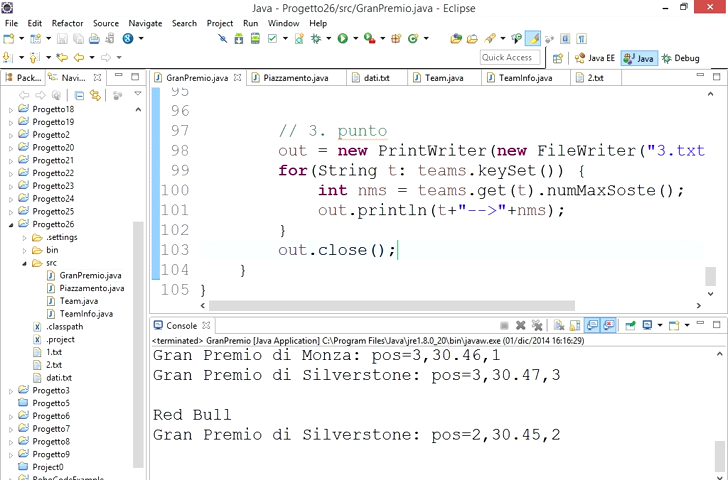 Java - Progetto26/src/GranPremio.java - Eclipse
File Edit Refactor Source Navigate Search Project Run Window Help
Quick Access Java EE Java Debug
Pack... Navi...
GranPremio.java Piazzamento.java dati.txt Team.java TeamInfo.java 2.txt
Progetto18
Progetto19
Progetto2
Progetto20
Progetto21
Progetto22
Progetto23
Progetto24
Progetto25
Progetto26
.settings
bin
src
GranPremio.java
Piazzamento.java
Team.java
TeamInfo.java
.classpath
.project
1.txt
2.txt
dati.txt
Progetto3
Progetto5
Progetto6
Progetto7
Progetto8
Progetto9
Project0
RoboCodeExample
95
96
97 // 3. punto
98 out = new PrintWriter(new FileWriter("3.txt
99 for(String t: teams.keySet()) {
100 int nms = teams.get(t).numMaxSoste();
101 out.println(t+"-->"+nms);
102 }
103 out.close();
104 }
105 }
Console
<terminated> GranPremio [Java Application] C:\Program Files\Java\jre1.8.0_20\bin\javaw.exe (01/dic/2014 16:16:29)
Gran Premio di Monza: pos=3,30.46,1
Gran Premio di Silverstone: pos=3,30.47,3
Red Bull
Gran Premio di Silverstone: pos=2,30.45,2